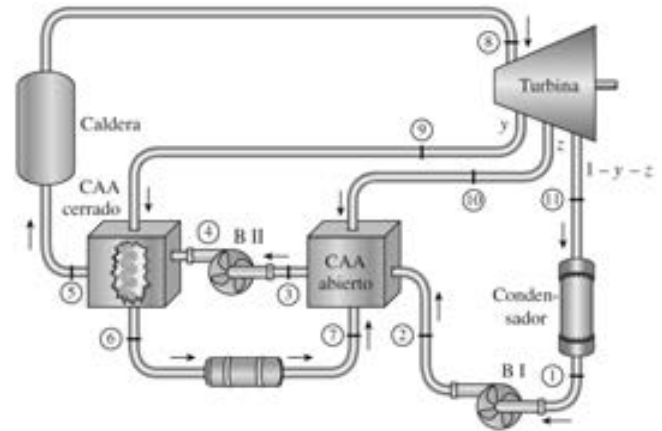 8
Turbina
Caldera
y
9
z
1 – y – z
10
11
CAA
cerrado
4
B II
CAA
abierto
5
3
Conden-
sador
6
7
2
B I
1